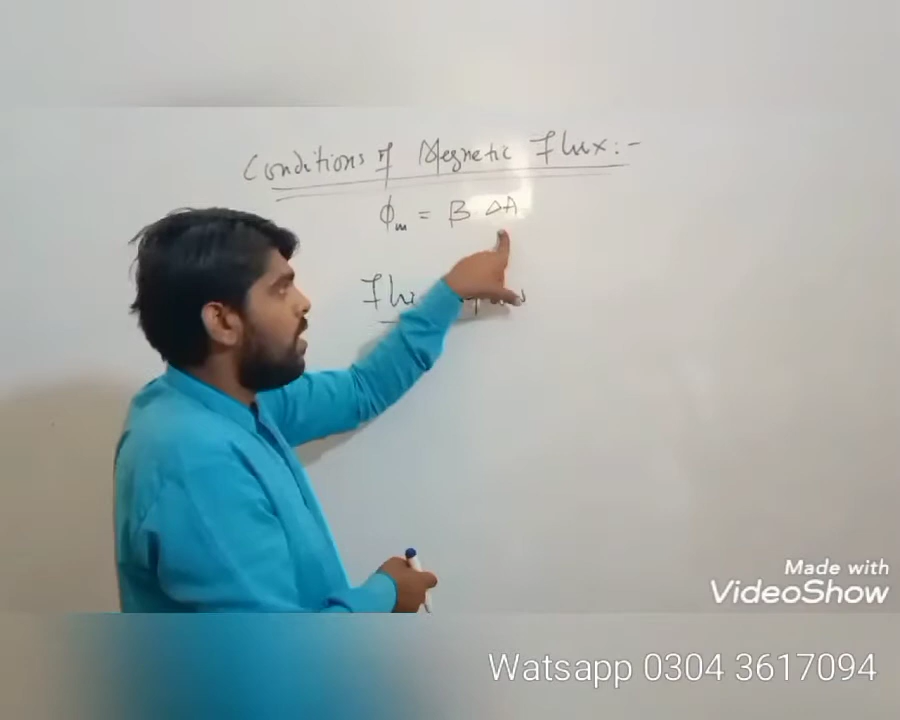 Conditions of Magnetic Flux:-
ϕm = B ΔA
Made with
VideoShow
Watsapp 0304 3617094